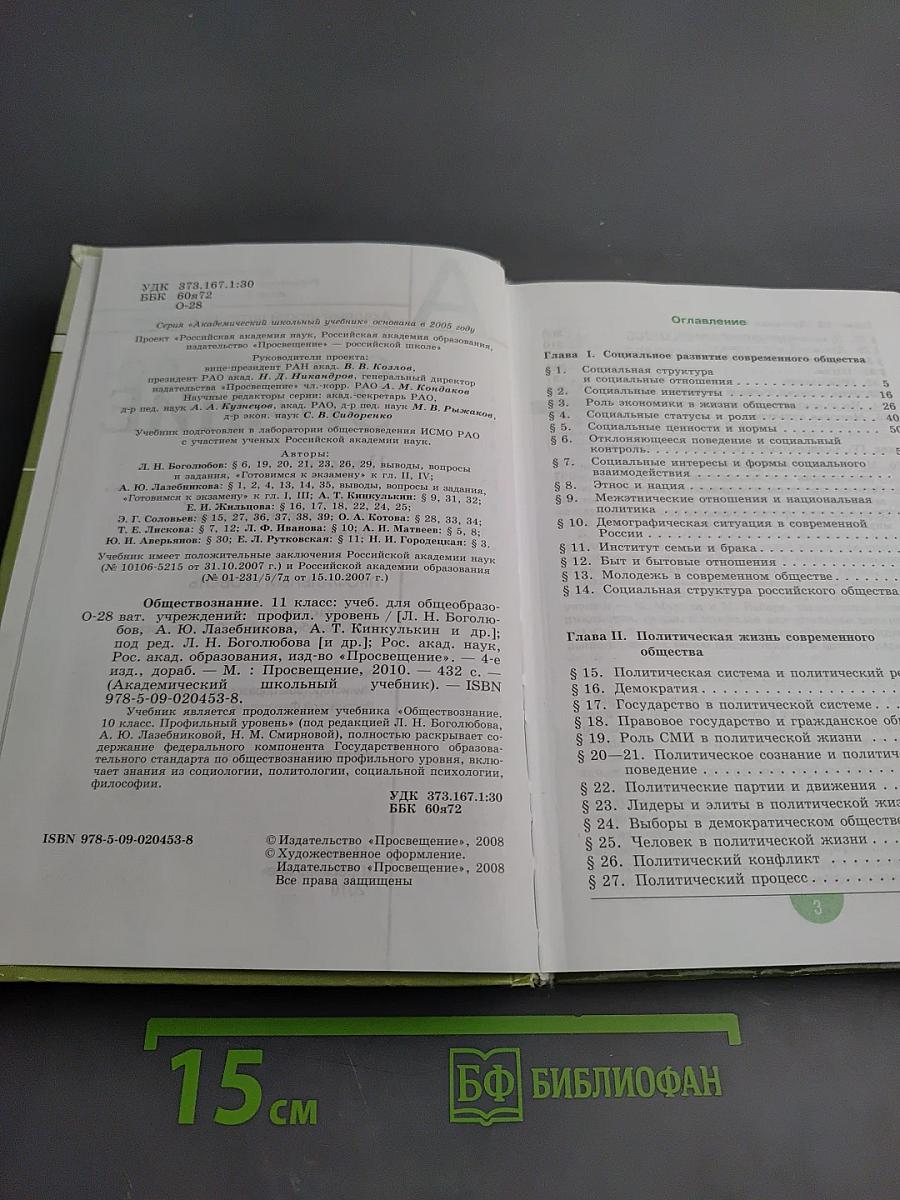 УДК 373.167.1:30
ББК 60я72
О-28
Серия «Академический школьный учебник» основана в 2005 году
Проект «Российская академия наук, Российская академия образования,
издательство «Просвещение» — российской школе»
Руководители проекта:
вице-президент РАН акад. В. В. Козлов,
президент РАО акад. Н. Д. Никандров, генеральный директор
издательства «Просвещение» чл.-корр. РАО А. М. Кондаков
Научные редакторы серии: акад.-секретарь РАО,
д-р пед. наук А. А. Кузнецов, акад. РАО, д-р пед. наук М. В. Рыжаков,
д-р экон. наук С. В. Сидоренко
Учебник подготовлен в лаборатории обществоведения ИСМО РАО
с участием ученых Российской академии наук.
Авторы:
Л. Н. Боголюбов: § 6, 19, 20, 21, 23, 26, 29, выводы, вопросы
и задания, «Готовимся к экзамену» к гл. II, IV;
А. Ю. Лазебникова: § 1, 2, 4, 13, 14, 35, выводы, вопросы и задания,
«Готовимся к экзамену» к гл. I, III; А. Т. Кинкулькин: § 9, 31, 32;
Е. И. Жильцова: § 16, 17, 18, 22, 24, 25;
Э. Г. Соловьев: § 15, 27, 36, 37, 38, 39; О. А. Котова: § 28, 33, 34;
Т. Е. Лискова: § 7, 12; Л. Ф. Иванова: § 10; А. И. Матвеев: § 5, 8;
Ю. И. Аверьянов: § 30; Е. Л. Рутковская: § 11; Н. И. Городецкая: § 3.
Учебник имеет положительные заключения Российской академии наук
(№ 10106-5215 от 31.10.2007 г.) и Российской академии образования
(№ 01-231/5/7д от 15.10.2007 г.)
Обществознание. 11 класс: учеб. для общеобразо-
О-28 ват. учреждений: профил. уровень / [Л. Н. Боголю-
бов, А. Ю. Лазебникова, А. Т. Кинкулькин и др.];
под ред. Л. Н. Боголюбова [и др.]; Рос. акад. наук,
Рос. акад. образования, изд-во «Просвещение». — 4-е
изд., дораб. — М. : Просвещение, 2010. — 432 с. —
(Академический школьный учебник). — ISBN
978-5-09-020453-8.
Учебник является продолжением учебника «Обществознание.
10 класс. Профильный уровень» (под редакцией Л. Н. Боголюбова,
А. Ю. Лазебниковой, Н. М. Смирновой), полностью раскрывает со-
держание федерального компонента Государственного образова-
тельного стандарта по обществознанию профильного уровня, вклю-
чает знания из социологии, политологии, социальной психологии,
философии.
УДК 373.167.1:30
ББК 60я72
ISBN 978-5-09-020453-8
© Издательство «Просвещение», 2008
© Художественное оформление.
Издательство «Просвещение», 2008
Все права защищены
Оглавление
Глава I. Социальное развитие современного общества
§ 1. Социальная структура
и социальные отношения . . . . . . . . . . . . . . . . 5
§ 2. Социальные институты . . . . . . . . . . . . . . . . 16
§ 3. Роль экономики в жизни общества . . . . . . . . 26
§ 4. Социальные статусы и роли . . . . . . . . . . . . . 40
§ 5. Социальные ценности и нормы . . . . . . . . . . . 50
§ 6. Отклоняющееся поведение и социальный
контроль. . . . . . . . . . . . . . . . . . . . . . . .
§ 7. Социальные интересы и формы социального
взаимодействия . . . . . . . . . . . . . . . . . . . .
§ 8. Этнос и нация . . . . . . . . . . . . . . . . . . . .
§ 9. Межэтнические отношения и национальная
политика . . . . . . . . . . . . . . . . . . . . . . .
§ 10. Демографическая ситуация в современной
России . . . . . . . . . . . . . . . . . . . . . . . .
§ 11. Институт семьи и брака . . . . . . . . . . . . . .
§ 12. Быт и бытовые отношения . . . . . . . . . . . .
§ 13. Молодежь в современном обществе . . . . . .
§ 14. Социальная структура российского общества
Глава II. Политическая жизнь современного
общества
§ 15. Политическая система и политический ре
§ 16. Демократия . . . . . . . . . . . . . . . . . .
§ 17. Государство в политической системе . . .
§ 18. Правовое государство и гражданское об
§ 19. Роль СМИ в политической жизни . . .
§ 20—21. Политическое сознание и политич
поведение . . . . . . . . . . . . . . . . .
§ 22. Политические партии и движения . . .
§ 23. Лидеры и элиты в политической жиз
§ 24. Выборы в демократическом обществе
§ 25. Человек в политической жизни . . .
§ 26. Политический конфликт . . . . . .
§ 27. Политический процесс . . . . . . . .
3
15 см
БФ БИБЛИОФАН